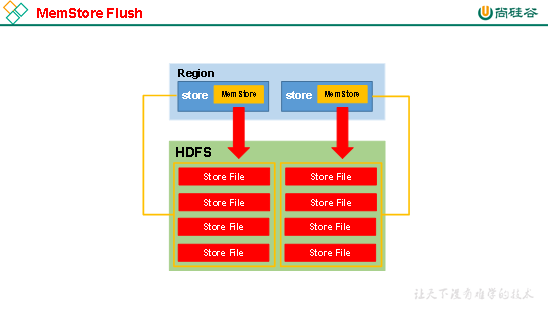 MemStore Flush
尚硅谷
Region
store
MemStore
store
MemStore
HDFS
Store File
Store File
Store File
Store File
Store File
Store File
Store File
Store File
让天下没有难学的技术